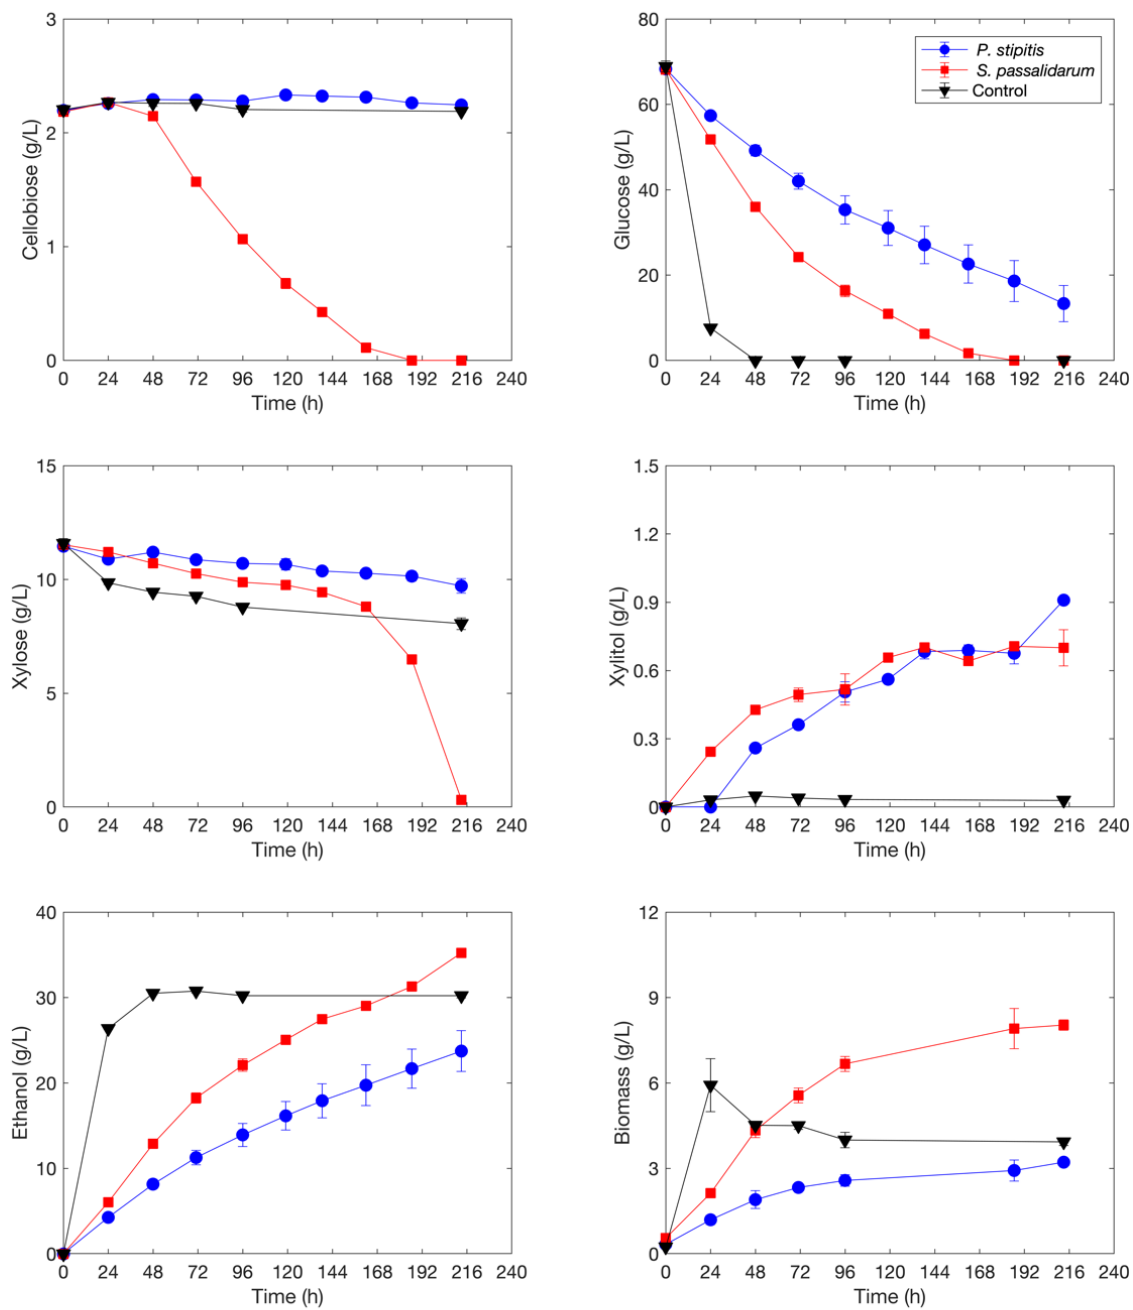 3
2
1
0
Cellobiose (g/L)
0 24 48 72 96 120 144 168 192 216 240
Time (h)
80
60
40
20
0
Glucose (g/L)
P. stipitis
S. passalidarum
Control
0 24 48 72 96 120 144 168 192 216 240
Time (h)
15
10
5
0
Xylose (g/L)
0 24 48 72 96 120 144 168 192 216 240
Time (h)
1.5
1.2
0.9
0.6
0.3
0
Xylitol (g/L)
0 24 48 72 96 120 144 168 192 216 240
Time (h)
40
30
20
10
0
Ethanol (g/L)
0 24 48 72 96 120 144 168 192 216 240
Time (h)
12
9
6
3
0
Biomass (g/L)
0 24 48 72 96 120 144 168 192 216 240
Time (h)